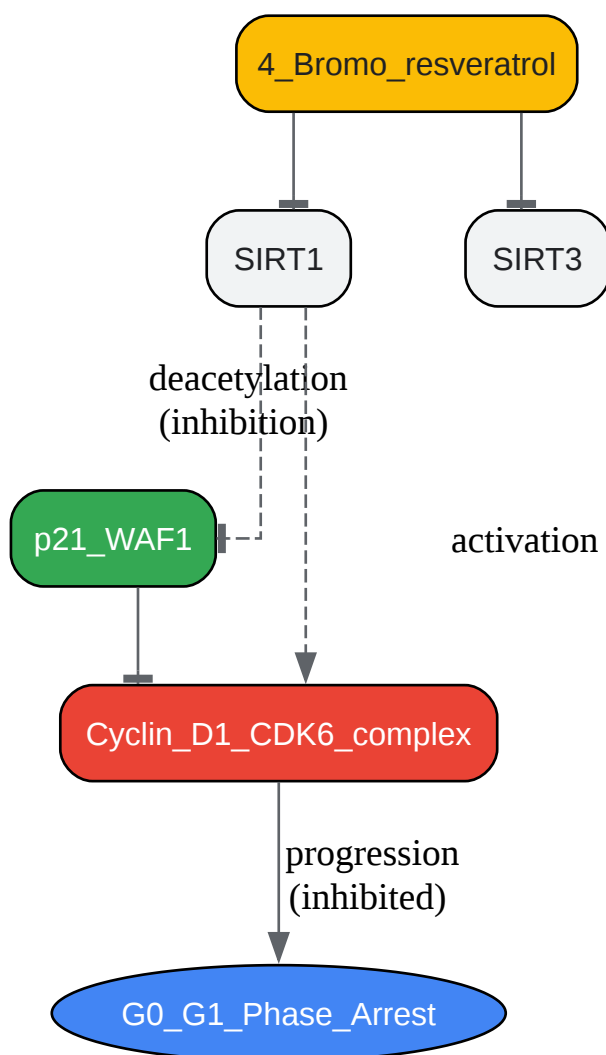 4_Bromo_resveratrol
SIRT1
SIRT3
deacetylation
(inhibition)
p21_WAF1
activation
Cyclin_D1_CDK6_complex
progression
(inhibited)
G0_G1_Phase_Arrest